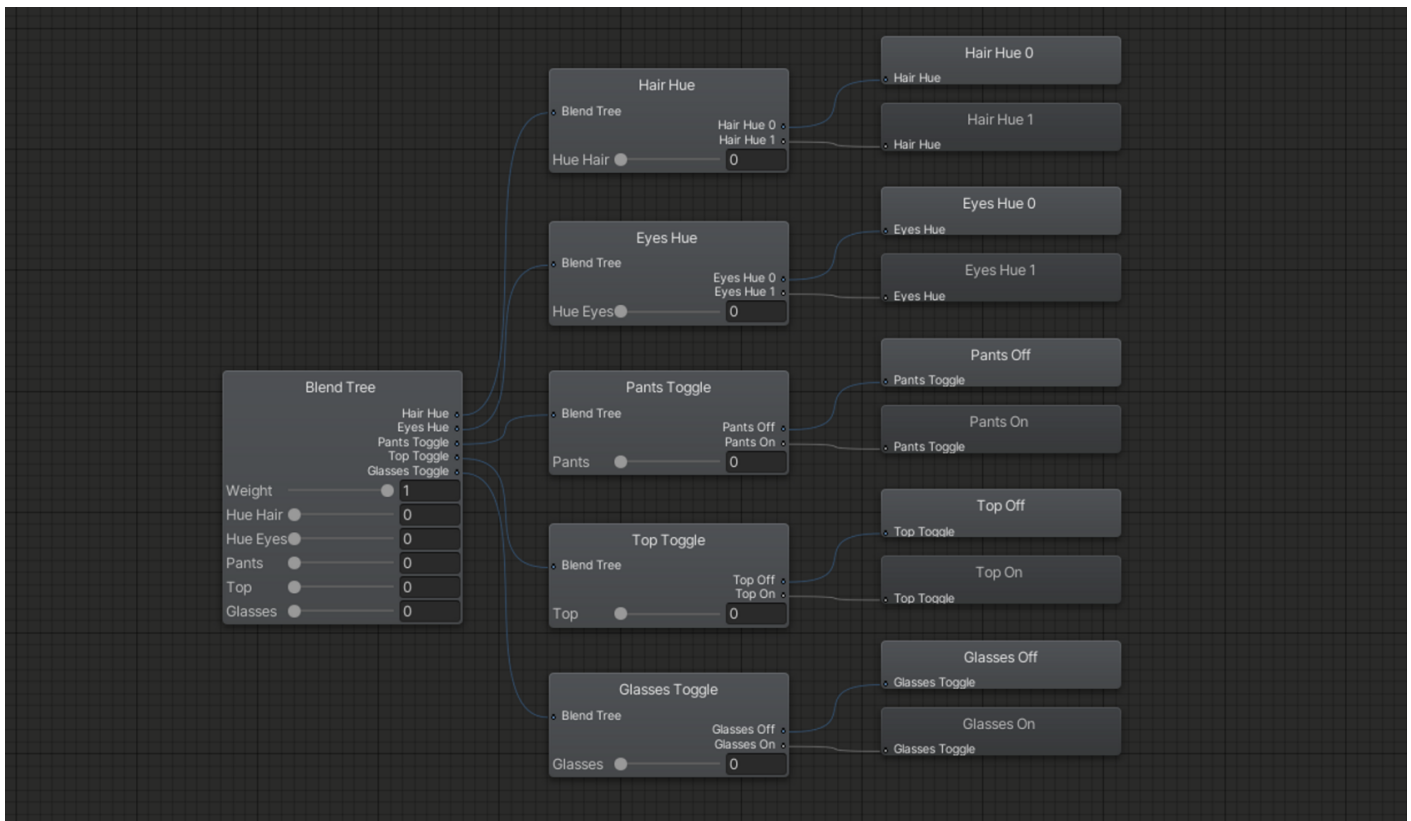 Blend Tree
Hair Hue
Eyes Hue
Pants Toggle
Top Toggle
Glasses Toggle
Weight 1
Hue Hair 0
Hue Eyes 0
Pants 0
Top 0
Glasses 0
Hair Hue
Blend Tree
Hair Hue 0
Hair Hue 1
Hue Hair 0
Eyes Hue
Blend Tree
Eyes Hue 0
Eyes Hue 1
Hue Eyes 0
Pants Toggle
Blend Tree
Pants Off
Pants On
Pants 0
Top Toggle
Blend Tree
Top Off
Top On
Top 0
Glasses Toggle
Blend Tree
Glasses Off
Glasses On
Glasses 0
Hair Hue 0
Hair Hue
Hair Hue 1
Hair Hue
Eyes Hue 0
Eyes Hue
Eyes Hue 1
Eyes Hue
Pants Off
Pants Toggle
Pants On
Pants Toggle
Top Off
Top Toggle
Top On
Top Toggle
Glasses Off
Glasses Toggle
Glasses On
Glasses Toggle